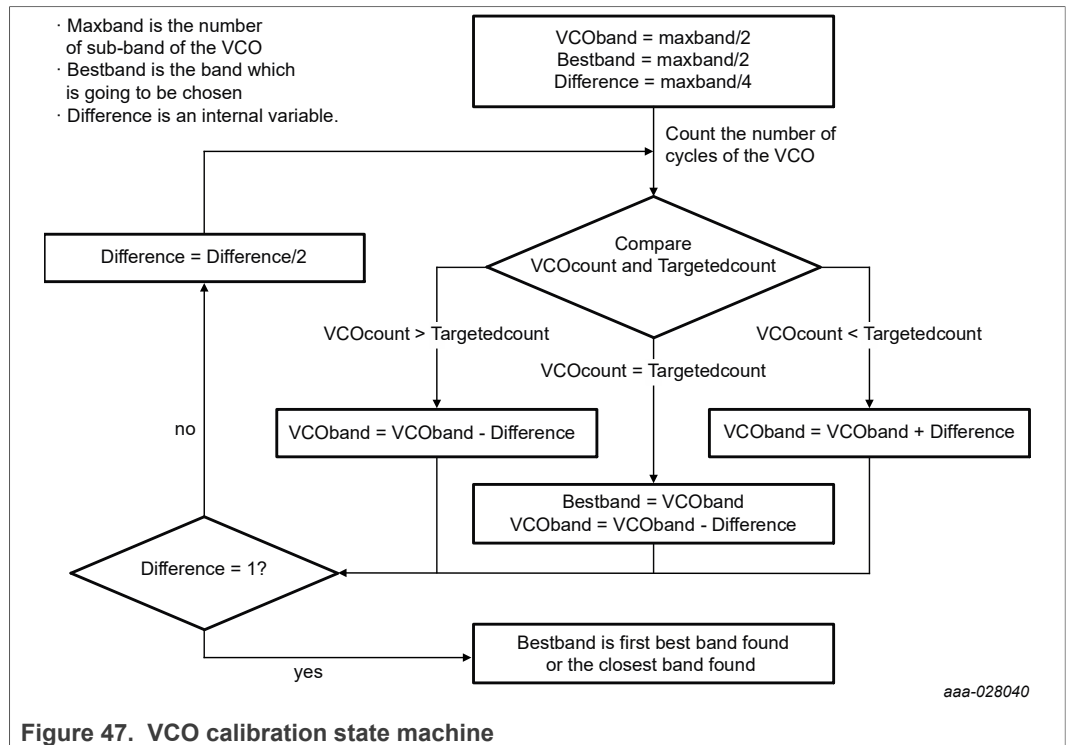 · Maxband is the number
of sub-band of the VCO
· Bestband is the band which
is going to be chosen
· Difference is an internal variable.
VCOband = maxband/2
Bestband = maxband/2
Difference = maxband/4
Count the number of
cycles of the VCO
Difference = Difference/2
Compare
VCOcount and Targetedcount
VCOcount > Targetedcount
VCOcount = Targetedcount
VCOcount < Targetedcount
no
VCOband = VCOband - Difference
VCOband = VCOband + Difference
Bestband = VCOband
VCOband = VCOband - Difference
Difference = 1?
yes
Bestband is first best band found
or the closest band found
aaa-028040
Figure 47. VCO calibration state machine